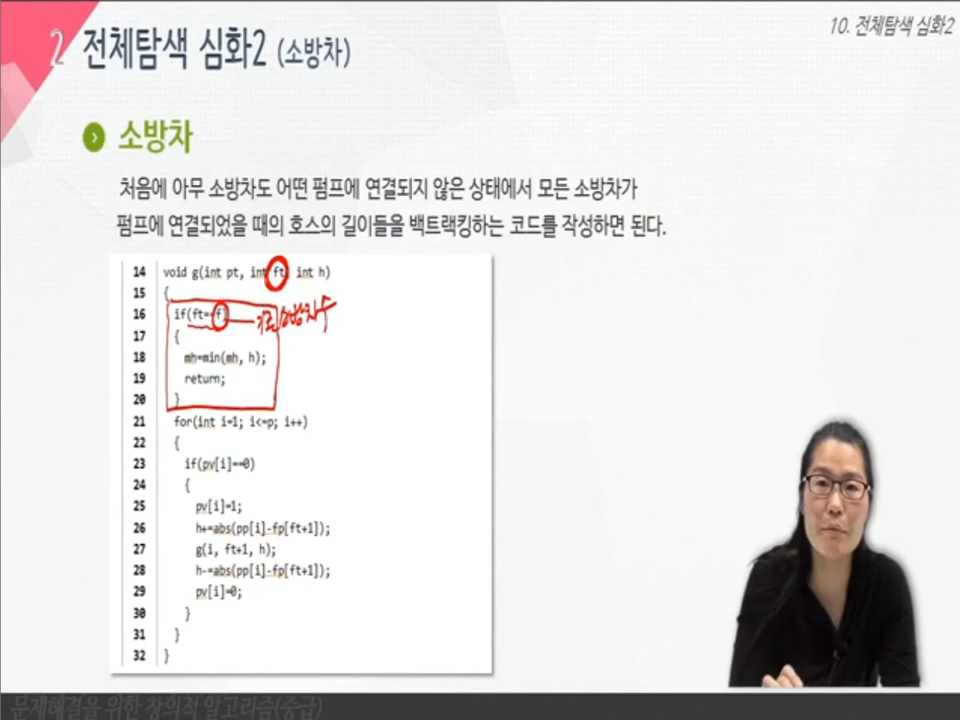 10. 전체탐색 심화2
2 전체탐색 심화2 (소방차)
소방차
처음에 아무 소방차도 어떤 펌프에 연결되지 않은 상태에서 모든 소방차가
펌프에 연결되었을 때의 호스의 길이들을 백트랙킹하는 코드를 작성하면 된다.
14 void g(int pt, int ft, int h)
15 {
16 if(ft==f) 소방차수
17 {
18 mh=min(mh, h);
19 return;
20 }
21 for(int i=1; i<=p; i++)
22 {
23 if(pv[i]==0)
24 {
25 pv[i]=1;
26 h+=abs(pp[i]-fp[ft+1]);
27 g(i, ft+1, h);
28 h-=abs(pp[i]-fp[ft+1]);
29 pv[i]=0;
30 }
31 }
32 }
문제해결을 위한 창의적 알고리즘(중급)